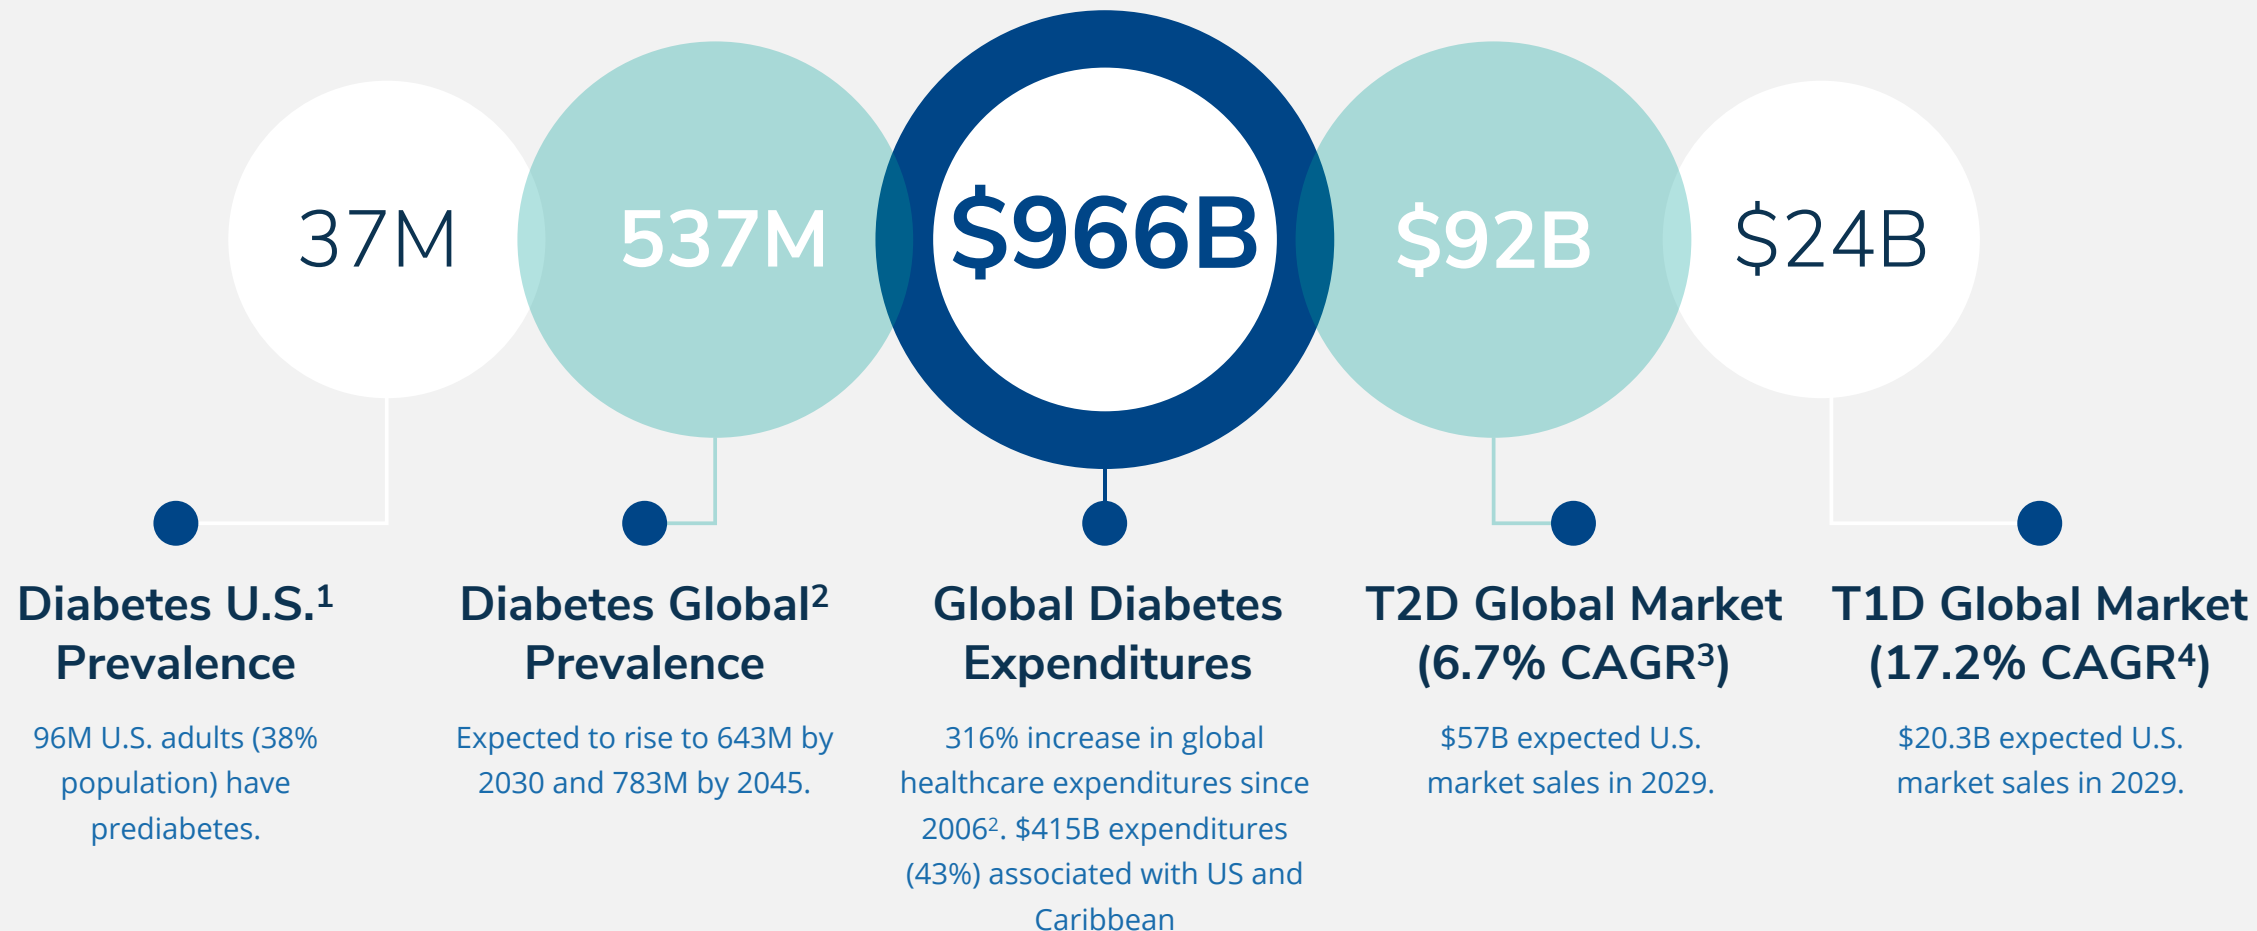 37M
537M
$966B
$92B
$24B
Diabetes U.S.¹
Prevalence
96M U.S. adults (38%
population) have
prediabetes.
Diabetes Global²
Prevalence
Expected to rise to 643M by
2030 and 783M by 2045.
Global Diabetes
Expenditures
316% increase in global
healthcare expenditures since
2006². $415B expenditures
(43%) associated with US and
Caribbean
T2D Global Market
(6.7% CAGR³)
$57B expected U.S.
market sales in 2029.
T1D Global Market
(17.2% CAGR⁴)
$20.3B expected U.S.
market sales in 2029.